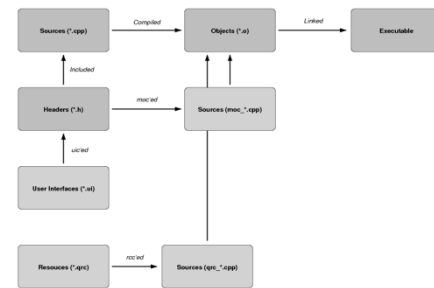 Sources (*.cpp)
Compiled
Objects (*.o)
Linked
Executable
Included
Headers (*.h)
moc'ed
Sources (moc_*.cpp)
uic'ed
User Interfaces (*.ui)
Resouces (*.qrc)
rcc'ed
Sources (qrc_*.cpp)